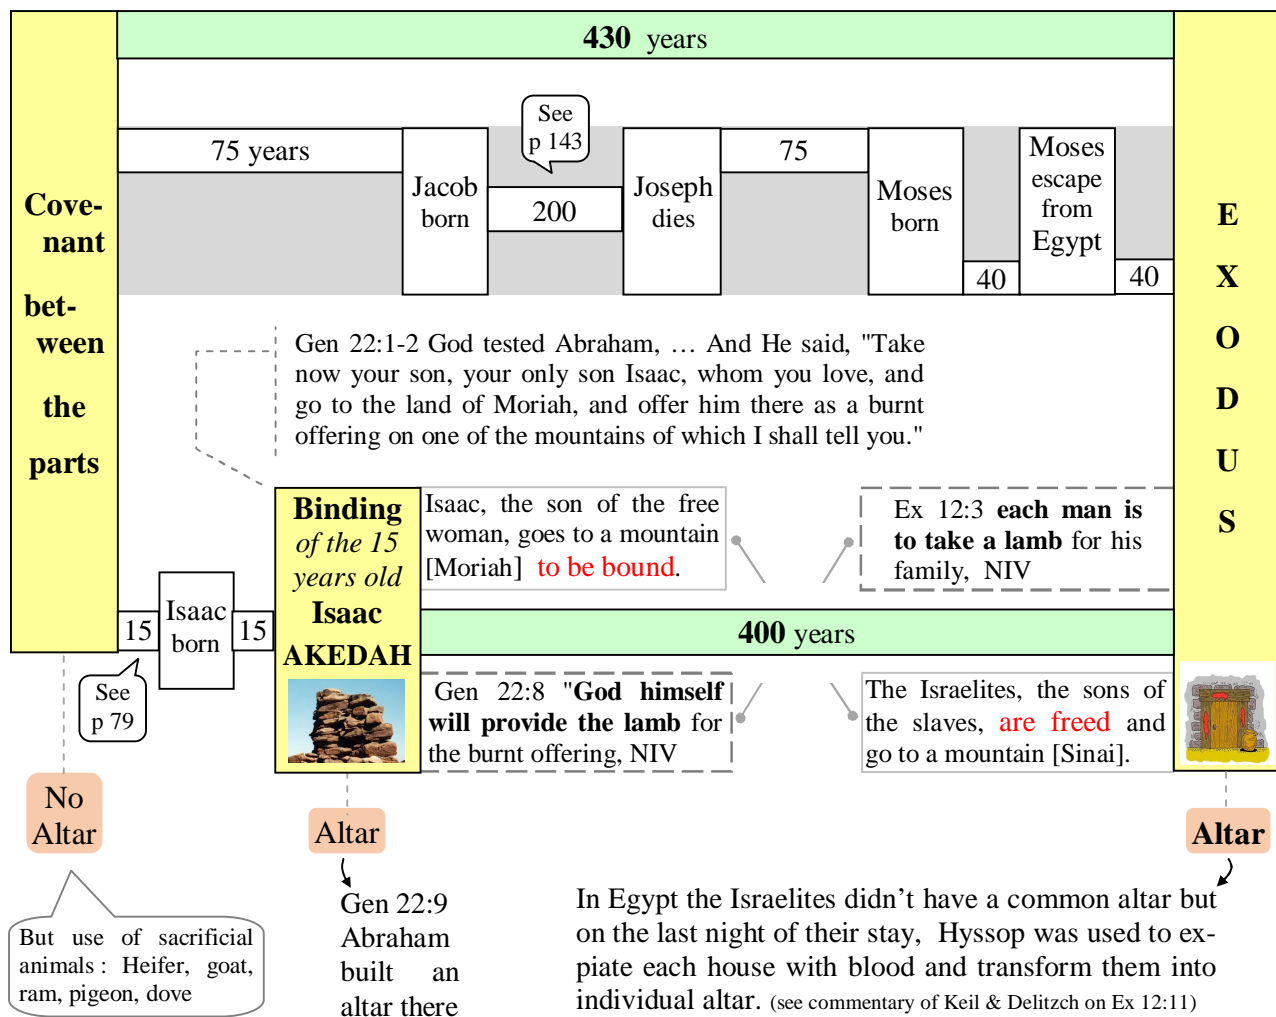 430 years
Cove-
nant
bet-
ween
the
parts
75 years
Jacob
born
See
p 143
200
Joseph
dies
75
Moses
born
40
Moses
escape
from
Egypt
40
E
X
O
D
U
S
Gen 22:1-2 God tested Abraham, … And He said, "Take
now your son, your only son Isaac, whom you love, and
go to the land of Moriah, and offer him there as a burnt
offering on one of the mountains of which I shall tell you."
15
Isaac
born
15
See
p 79
Binding
of the 15
years old
Isaac
AKEDAH
Isaac, the son of the free
woman, goes to a mountain
[Moriah] to be bound.
Ex 12:3 each man is
to take a lamb for his
family, NIV
400 years
Gen 22:8 "God himself
will provide the lamb for
the burnt offering, NIV
The Israelites, the sons of
the slaves, are freed and
go to a mountain [Sinai].
No
Altar
Altar
Altar
But use of sacrificial
animals : Heifer, goat,
ram, pigeon, dove
Gen 22:9
Abraham
built an
altar there
In Egypt the Israelites didn’t have a common altar but
on the last night of their stay, Hyssop was used to ex-
piate each house with blood and transform them into
individual altar. (see commentary of Keil & Delitzch on Ex 12:11)